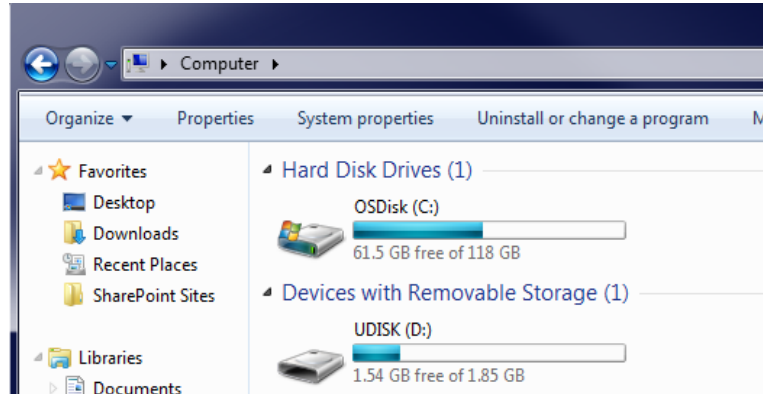 Computer
Organize Properties System properties Uninstall or change a program M
Favorites
Desktop
Downloads
Recent Places
SharePoint Sites
Libraries
Documents
Hard Disk Drives (1)
OSDisk (C:)
61.5 GB free of 118 GB
Devices with Removable Storage (1)
UDISK (D:)
1.54 GB free of 1.85 GB